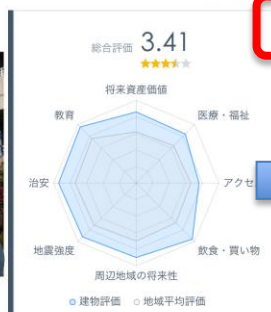 総合評価 3.41
将来資産価値
教育
医療・福祉
治安
アクセ
地震強度
飲食・買い物
周辺地域の将来性
建物評価 地域平均評価